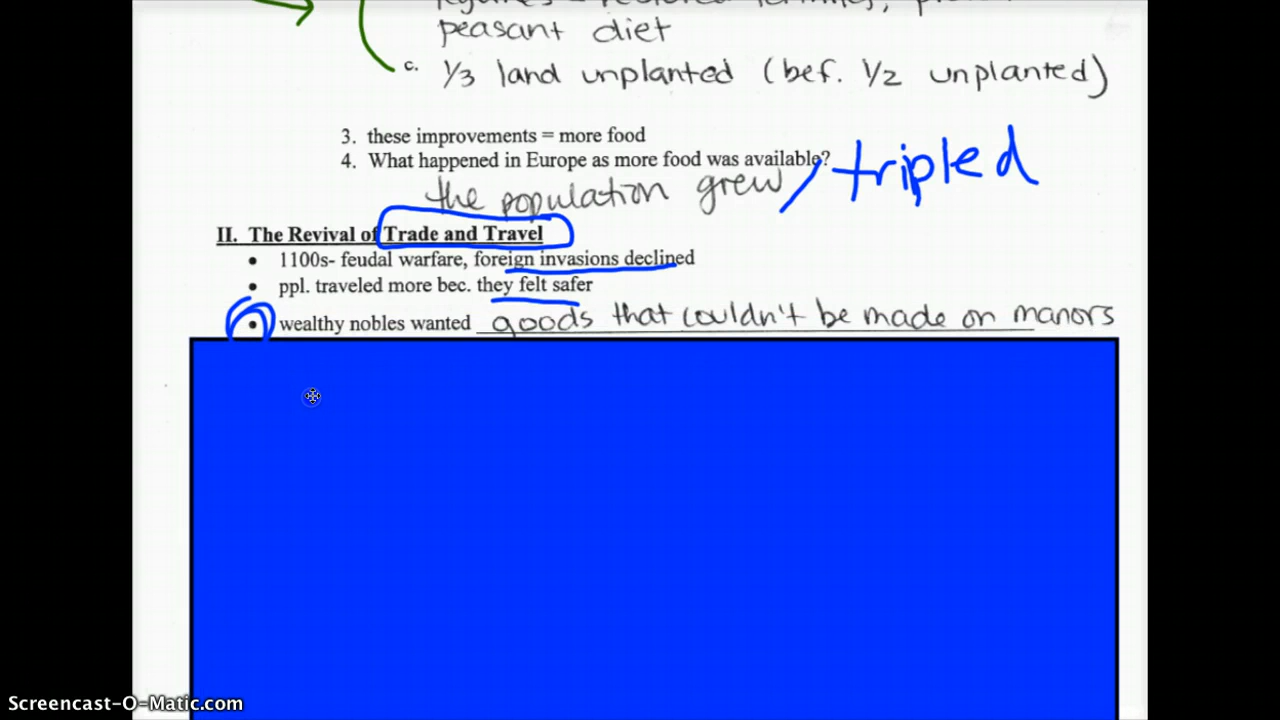 peasant diet
c. 1/3 land unplanted (bef. 1/2 unplanted)
3. these improvements = more food
4. What happened in Europe as more food was available?
the population grew / tripled
II. The Revival of Trade and Travel
• 1100s- feudal warfare, foreign invasions declined
• ppl. traveled more bec. they felt safer
• wealthy nobles wanted goods that couldn't be made on manors
Screencast-O-Matic.com